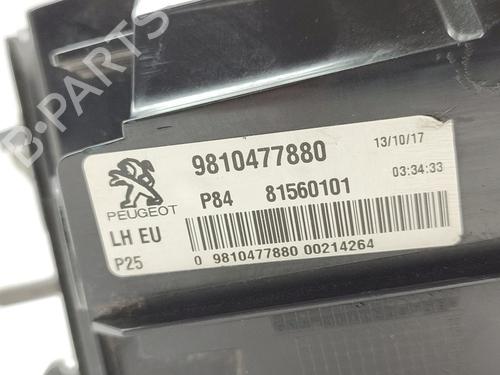 B-PARTS
9810477880
13/10/17
P84 81560101
03:34:33
PEUGEOT
LH EU
P25
0 9810477880 00214264